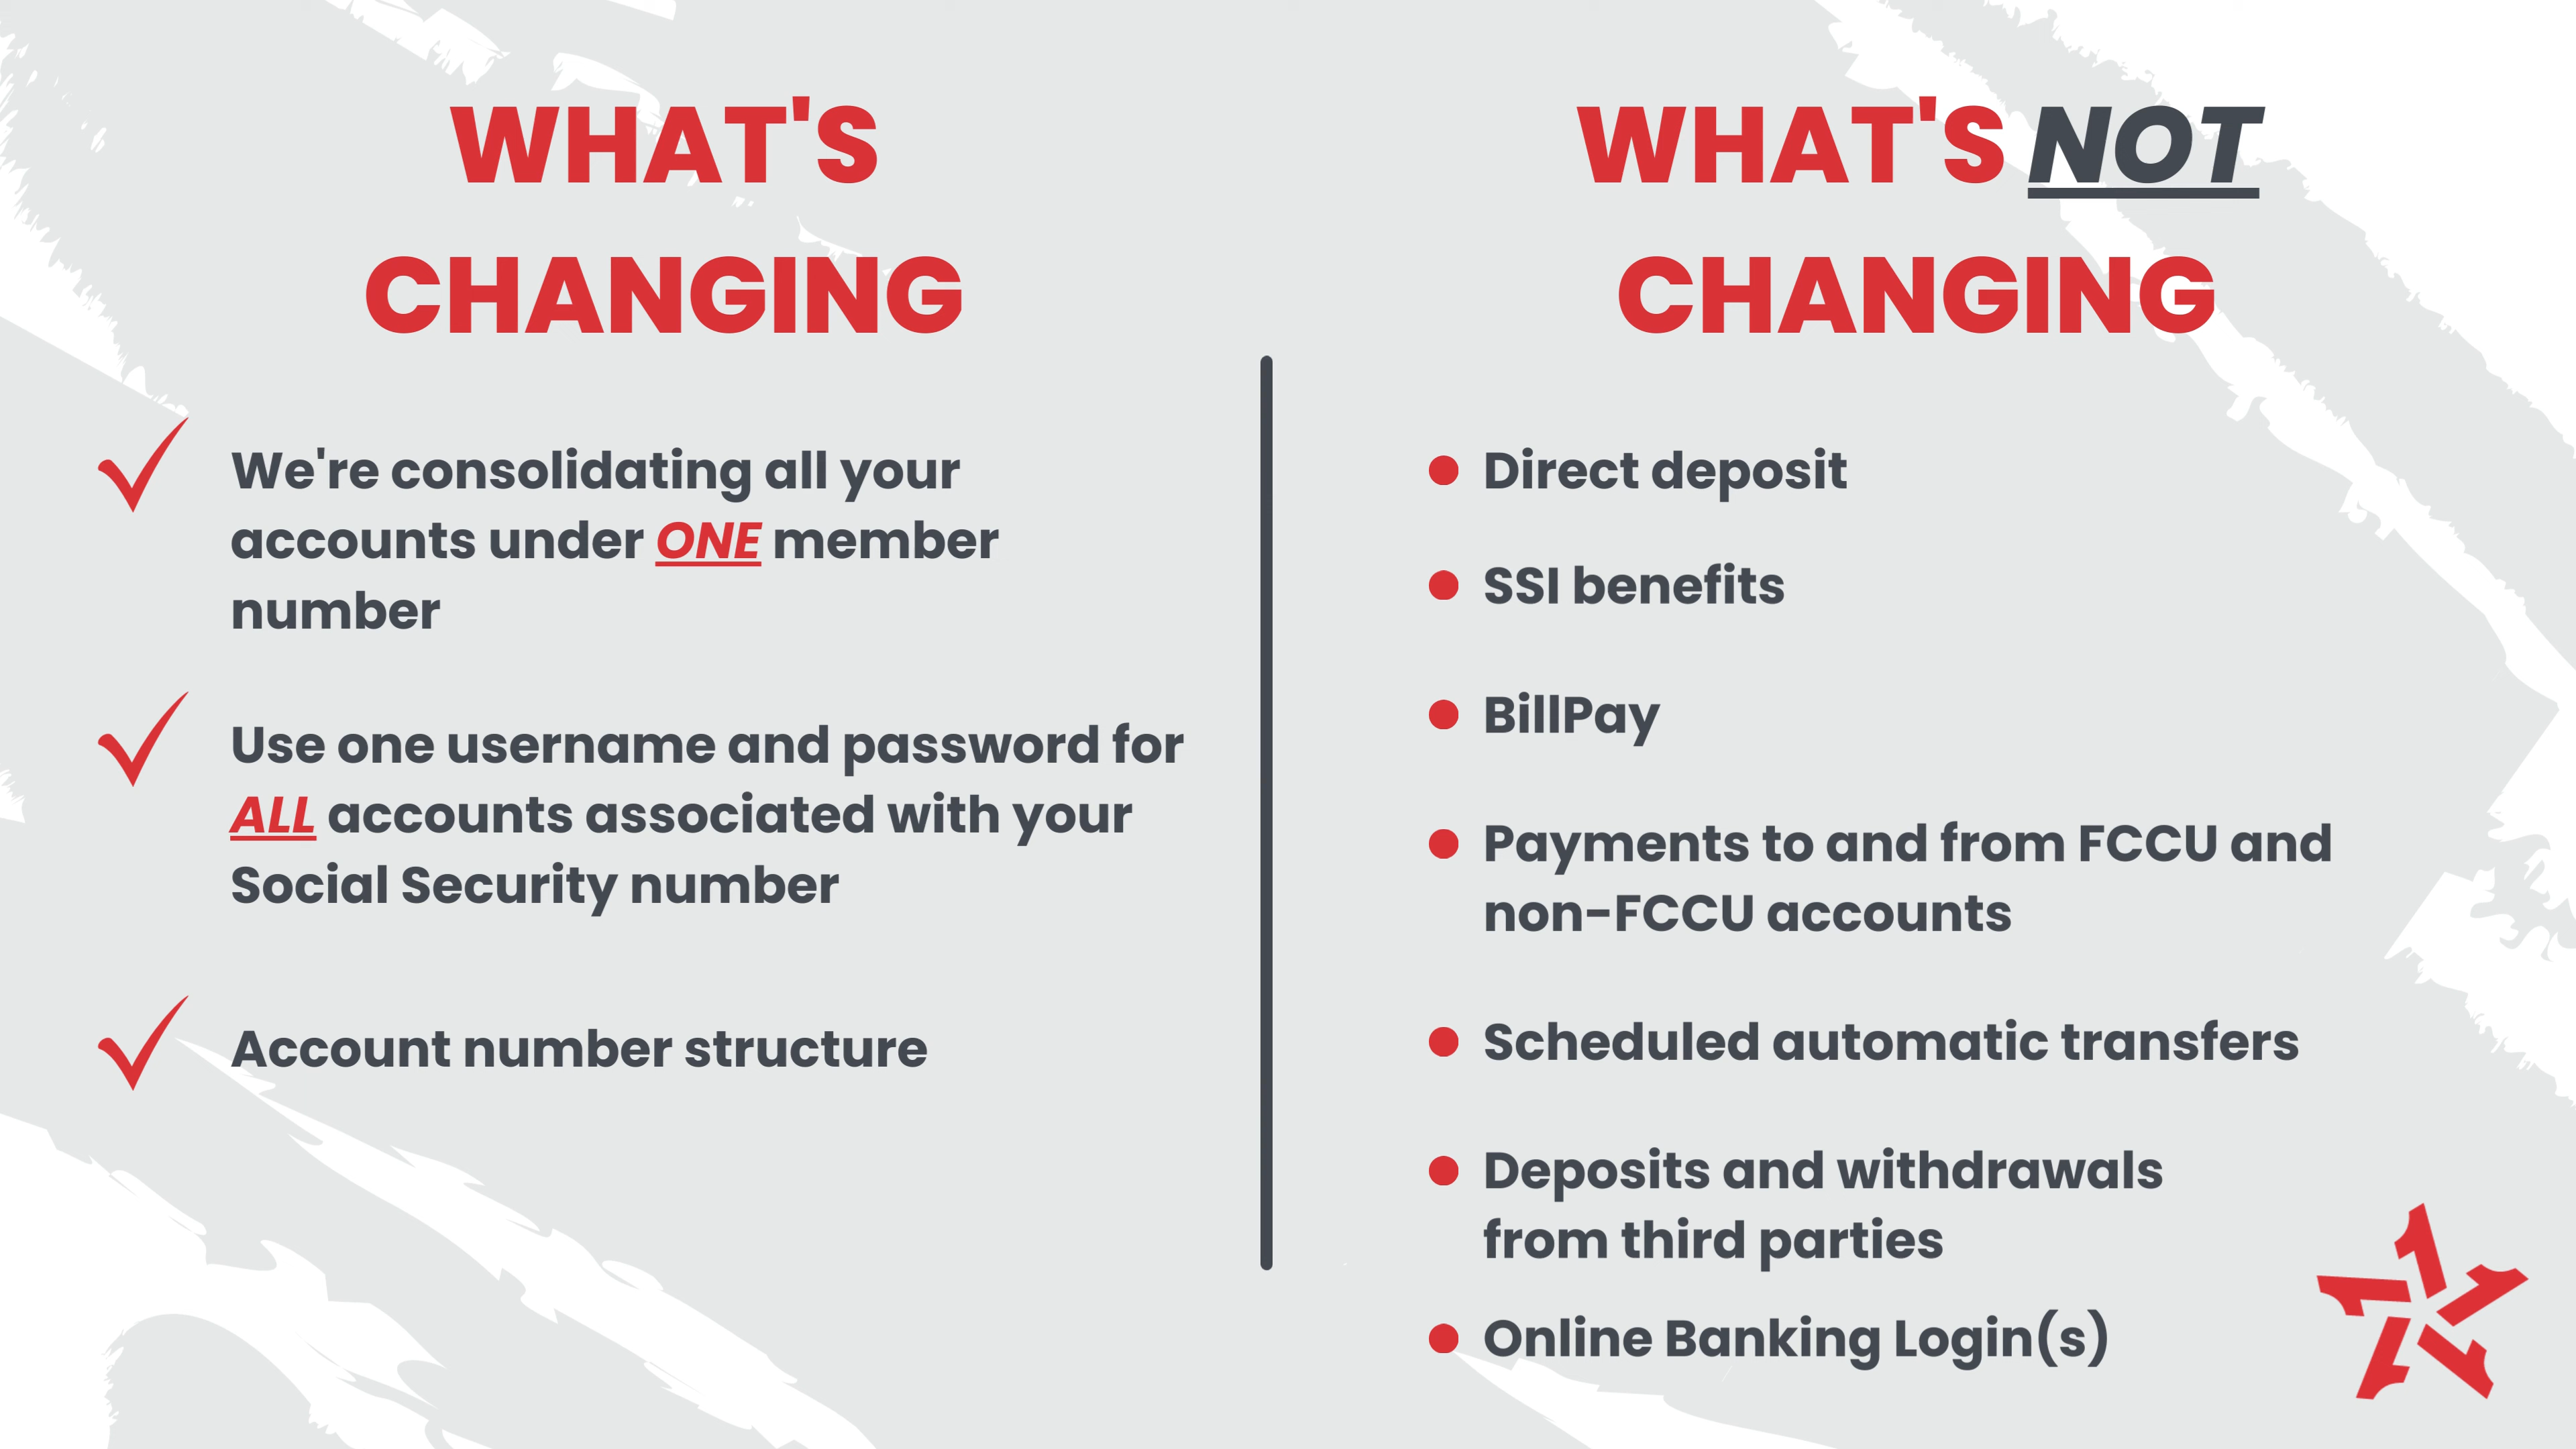 WHAT'S
CHANGING
We're consolidating all your
accounts under ONE member
number
Use one username and password for
ALL accounts associated with your
Social Security number
Account number structure
WHAT'S NOT
CHANGING
Direct deposit
SSI benefits
BillPay
Payments to and from FCCU and
non-FCCU accounts
Scheduled automatic transfers
Deposits and withdrawals
from third parties
Online Banking Login(s)